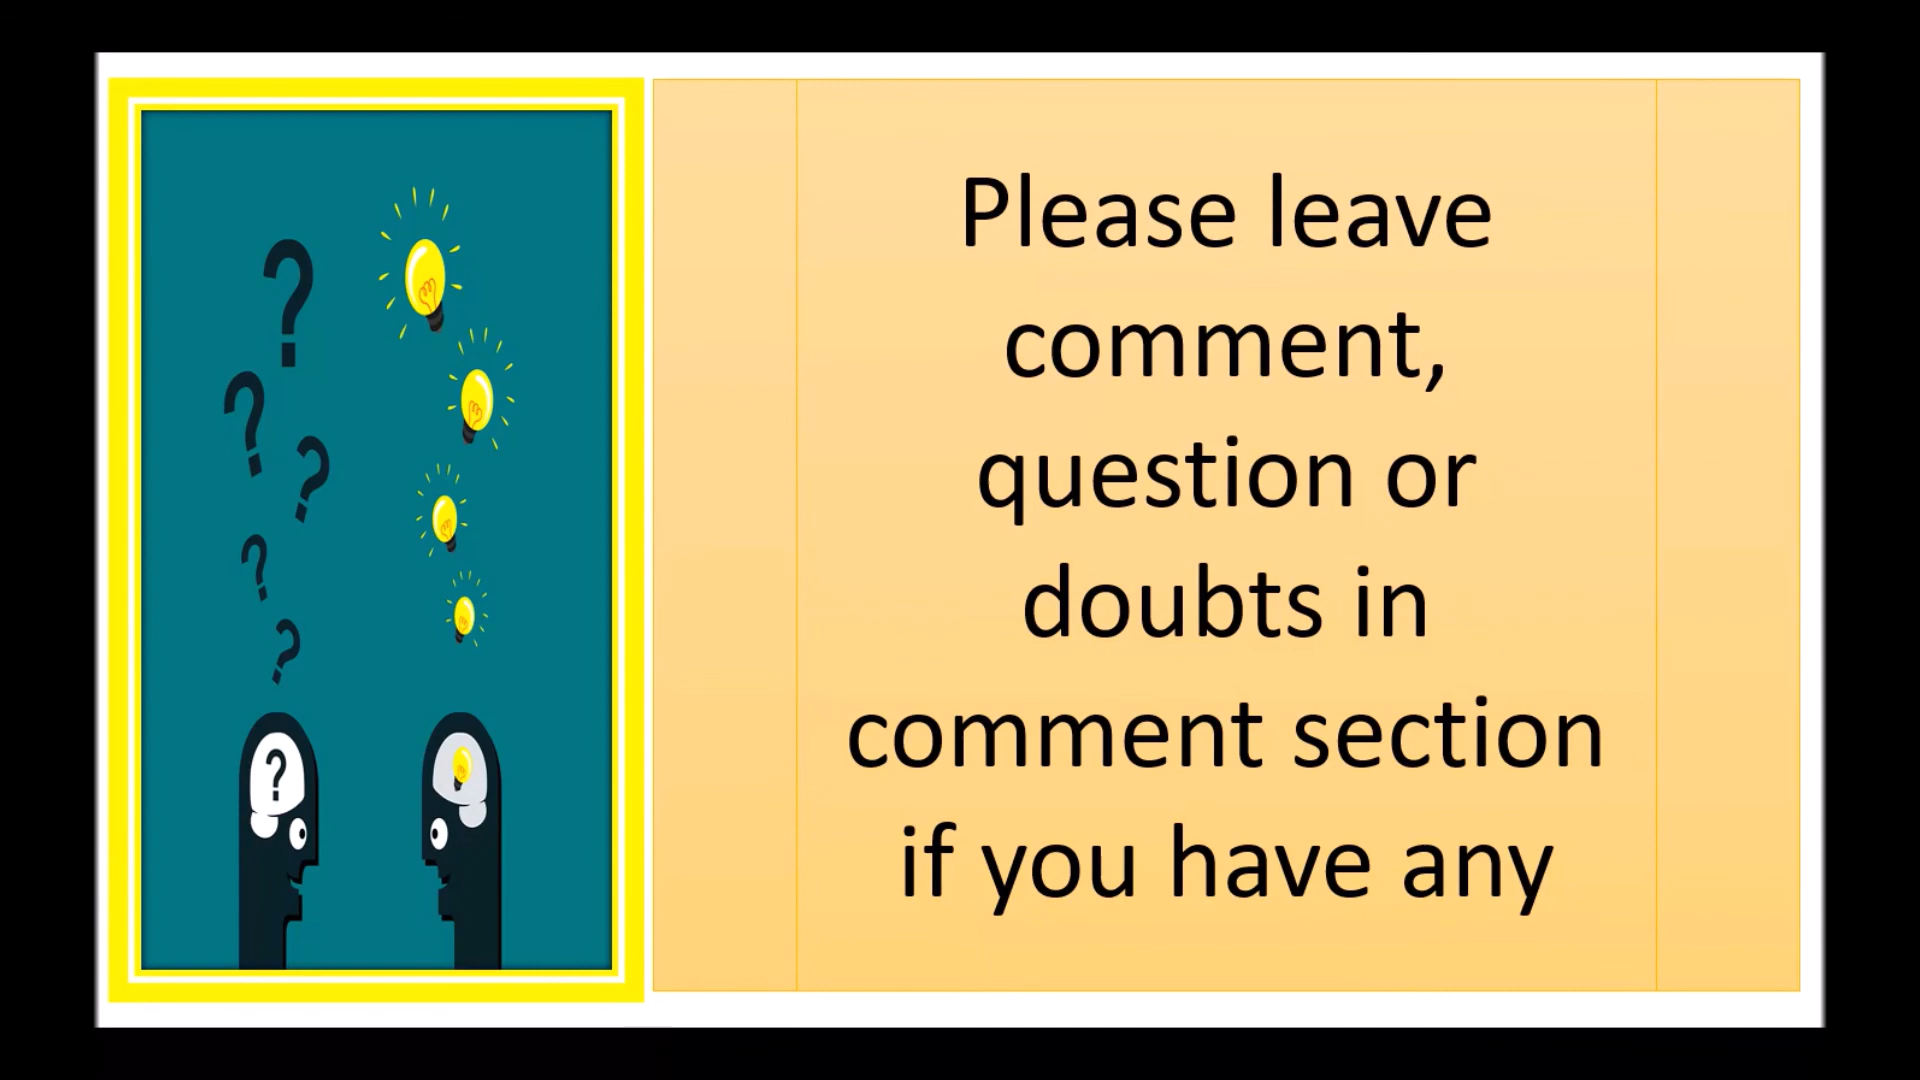 Please leave
comment,
question or
doubts in
comment section
if you have any